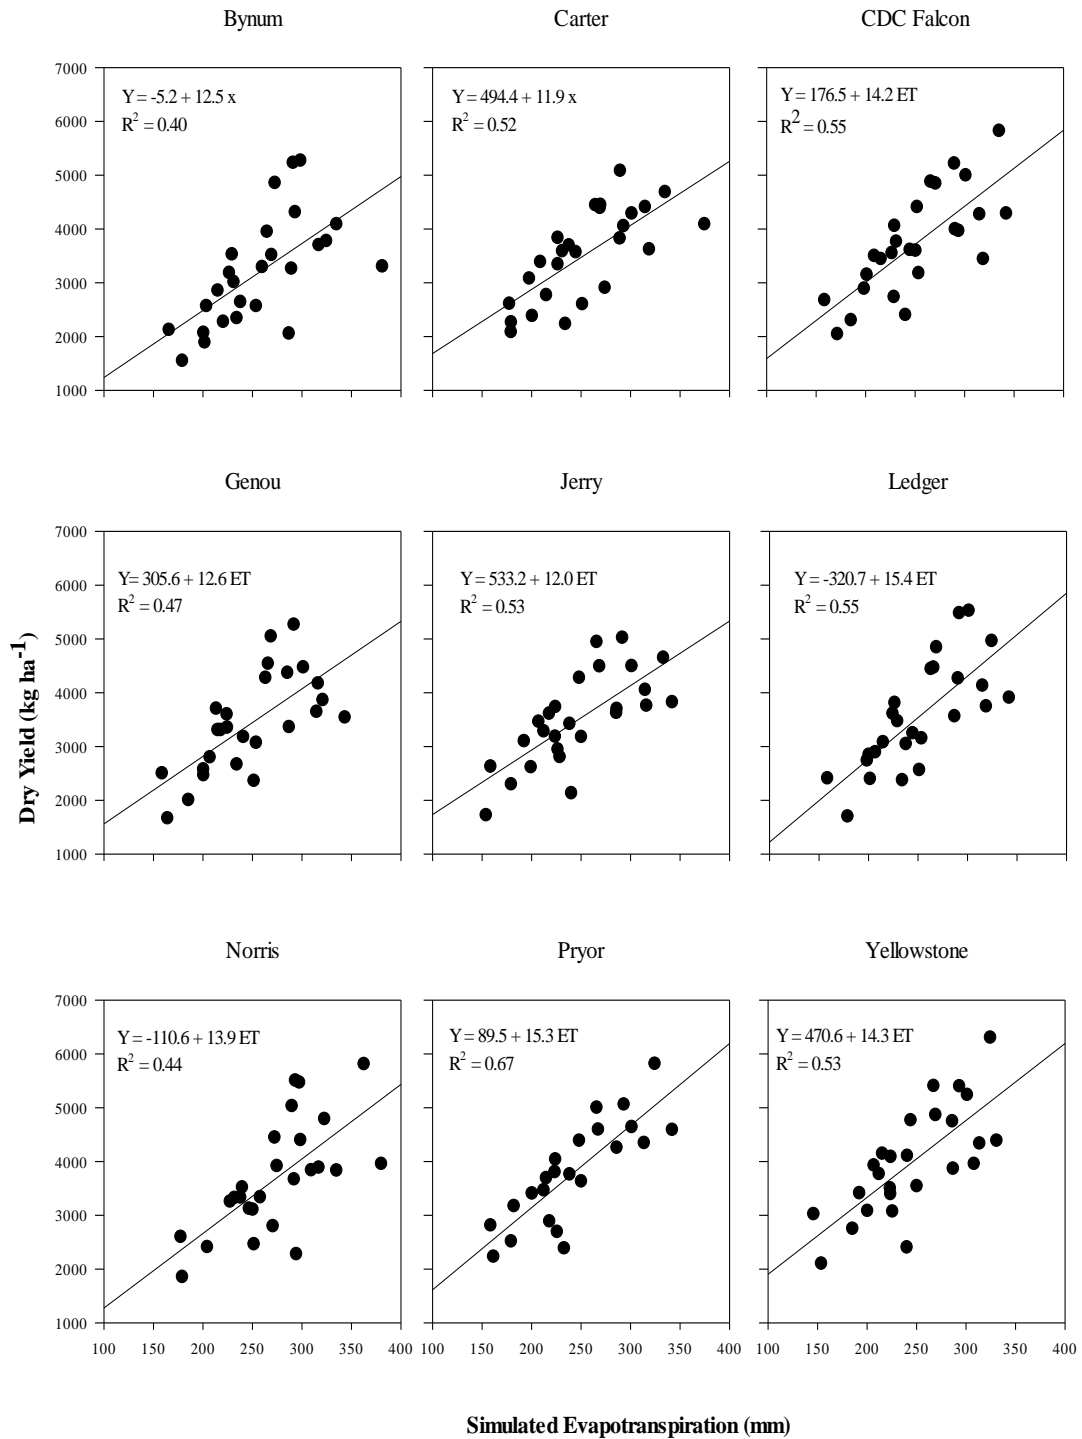 Bynum
Carter
CDC Falcon
7000
6000
5000
4000
3000
2000
1000
Y = -5.2 + 12.5 x
R² = 0.40
Y = 494.4 + 11.9 x
R² = 0.52
Y = 176.5 + 14.2 ET
R² = 0.55
Genou
Jerry
Ledger
7000
6000
5000
4000
3000
2000
1000
Y= 305.6 + 12.6 ET
R² = 0.47
Y = 533.2 + 12.0 ET
R² = 0.53
Y = -320.7 + 15.4 ET
R² = 0.55
Dry Yield (kg ha⁻¹)
Norris
Pryor
Yellowstone
7000
6000
5000
4000
3000
2000
1000
Y = -110.6 + 13.9 ET
R² = 0.44
Y = 89.5 + 15.3 ET
R² = 0.67
Y = 470.6 + 14.3 ET
R² = 0.53
100 150 200 250 300 350 400 100 150 200 250 300 350 400 100 150 200 250 300 350 400
Simulated Evapotranspiration (mm)